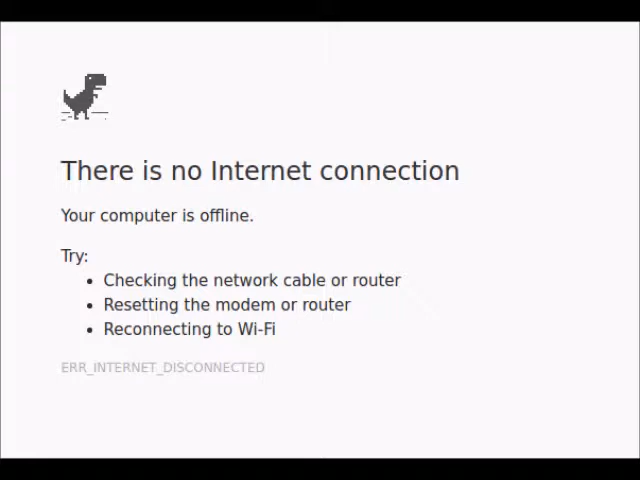 There is no Internet connection
Your computer is offline.
Try:
Checking the network cable or router
Resetting the modem or router
Reconnecting to Wi-Fi
ERR_INTERNET_DISCONNECTED